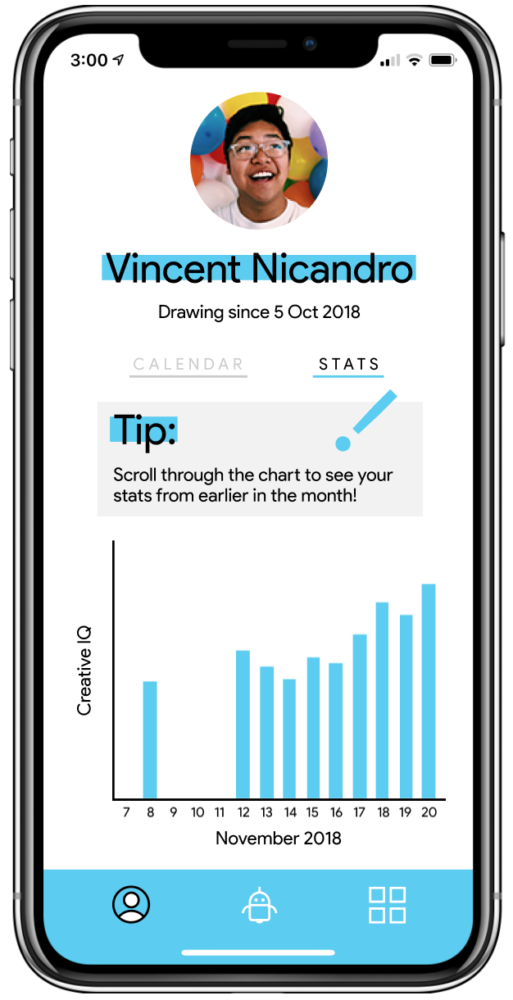 3:00
Vincent Nicandro
Drawing since 5 Oct 2018
CALENDAR STATS
Tip:
Scroll through the chart to see your
stats from earlier in the month!
Creative IQ
7 8 9 10 11 12 13 14 15 16 17 18 19 20
November 2018